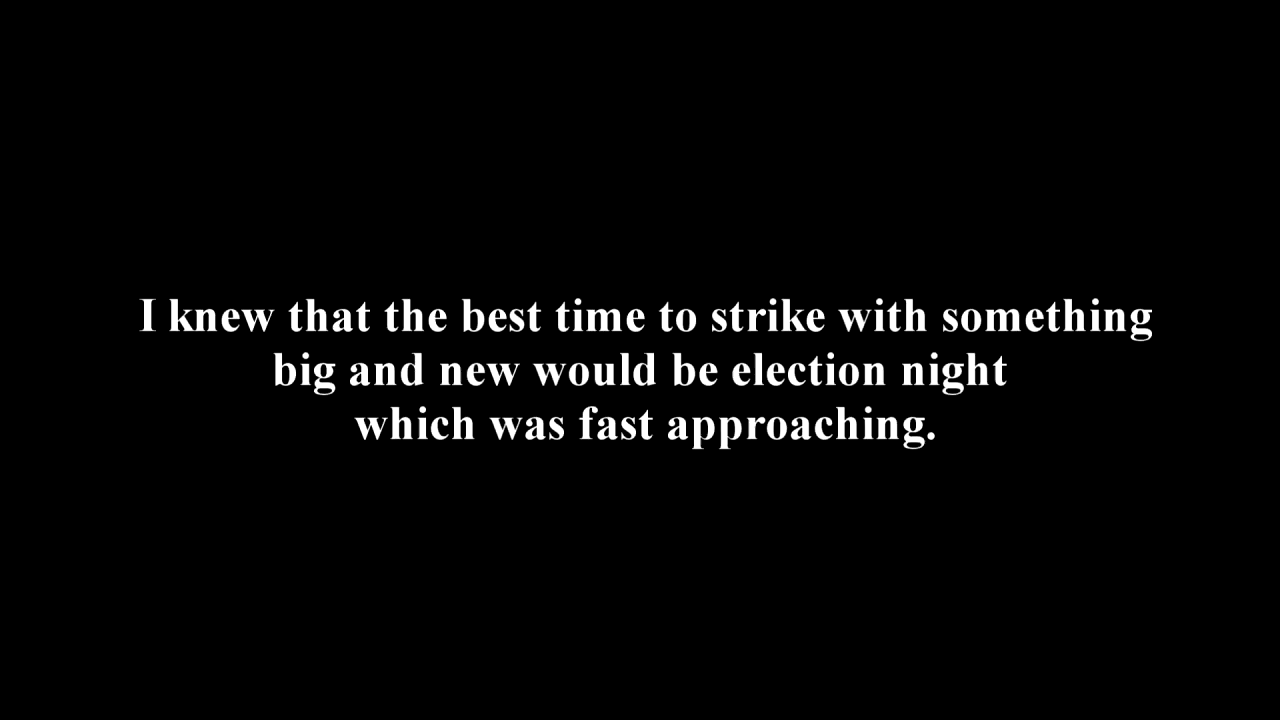 I knew that the best time to strike with something
big and new would be election night
which was fast approaching.